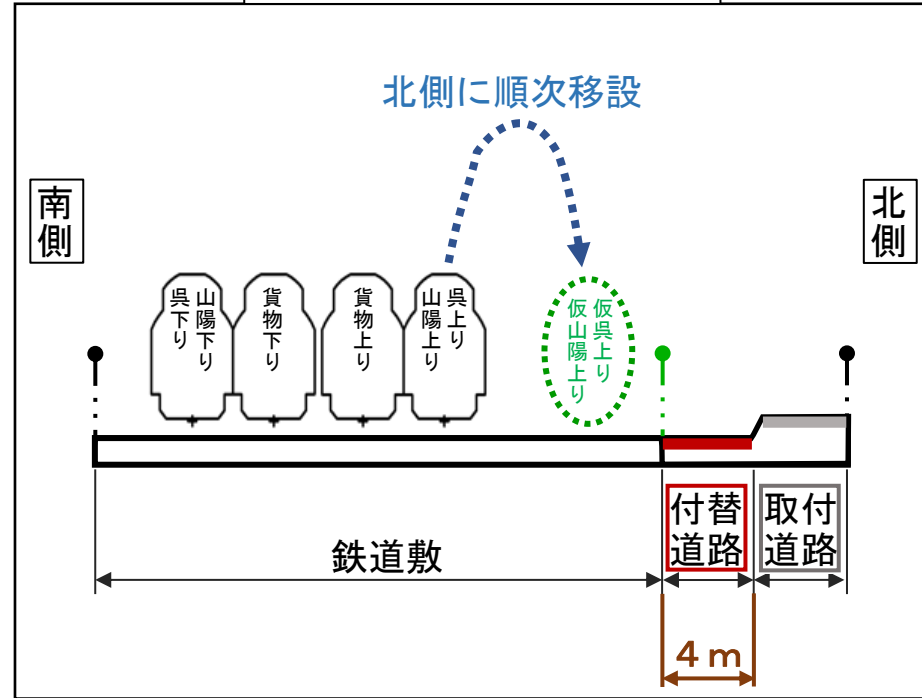 北側に順次移設
南側
北側
山陽下り
呉下り
貨物下り
貨物上り
呉上り
山陽上り
仮呉上り
仮山陽上り
鉄道敷
付替
道路
取付
道路
4m